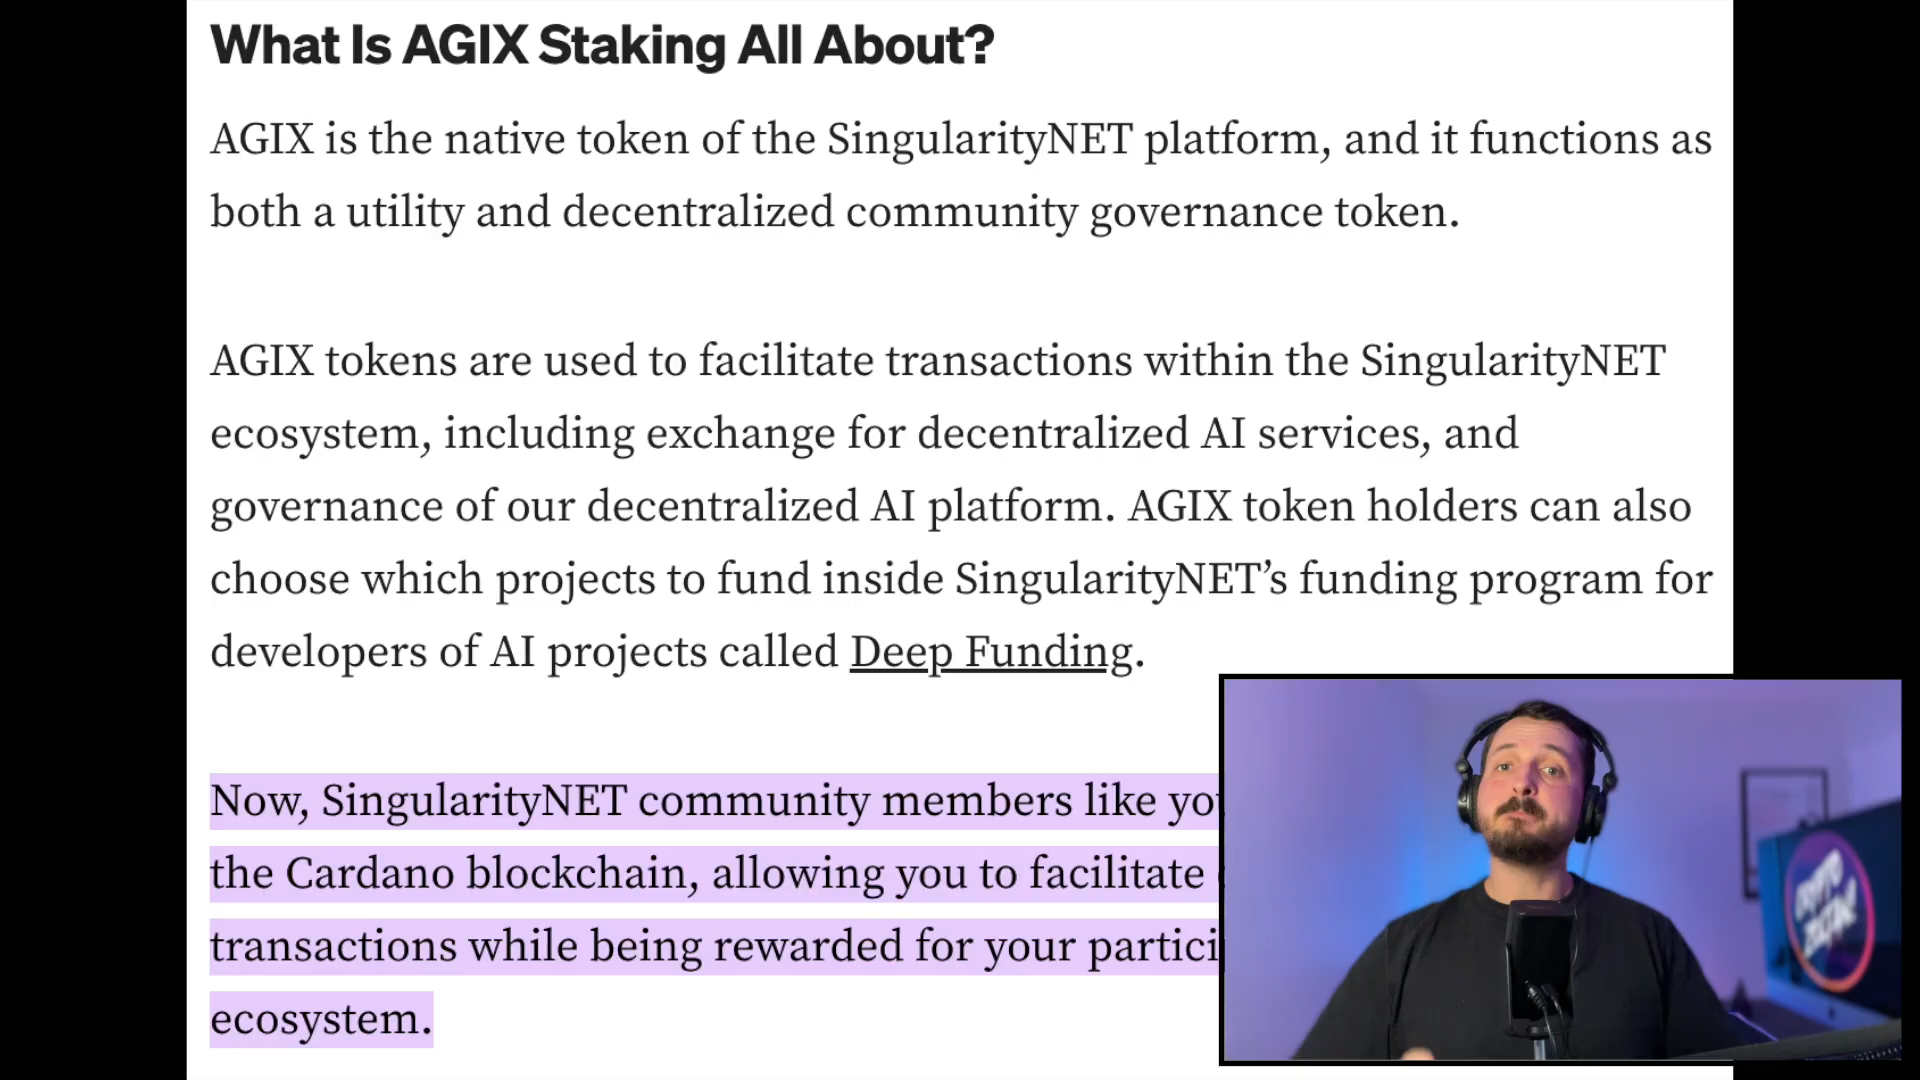 What Is AGIX Staking All About?
AGIX is the native token of the SingularityNET platform, and it functions as
both a utility and decentralized community governance token.
AGIX tokens are used to facilitate transactions within the SingularityNET
ecosystem, including exchange for decentralized AI services, and
governance of our decentralized AI platform. AGIX token holders can also
choose which projects to fund inside SingularityNET’s funding program for
developers of AI projects called Deep Funding.
Now, SingularityNET community members like
the Cardano blockchain, allowing you to facilitate
transactions while being rewarded for your
ecosystem.
CRYPTO